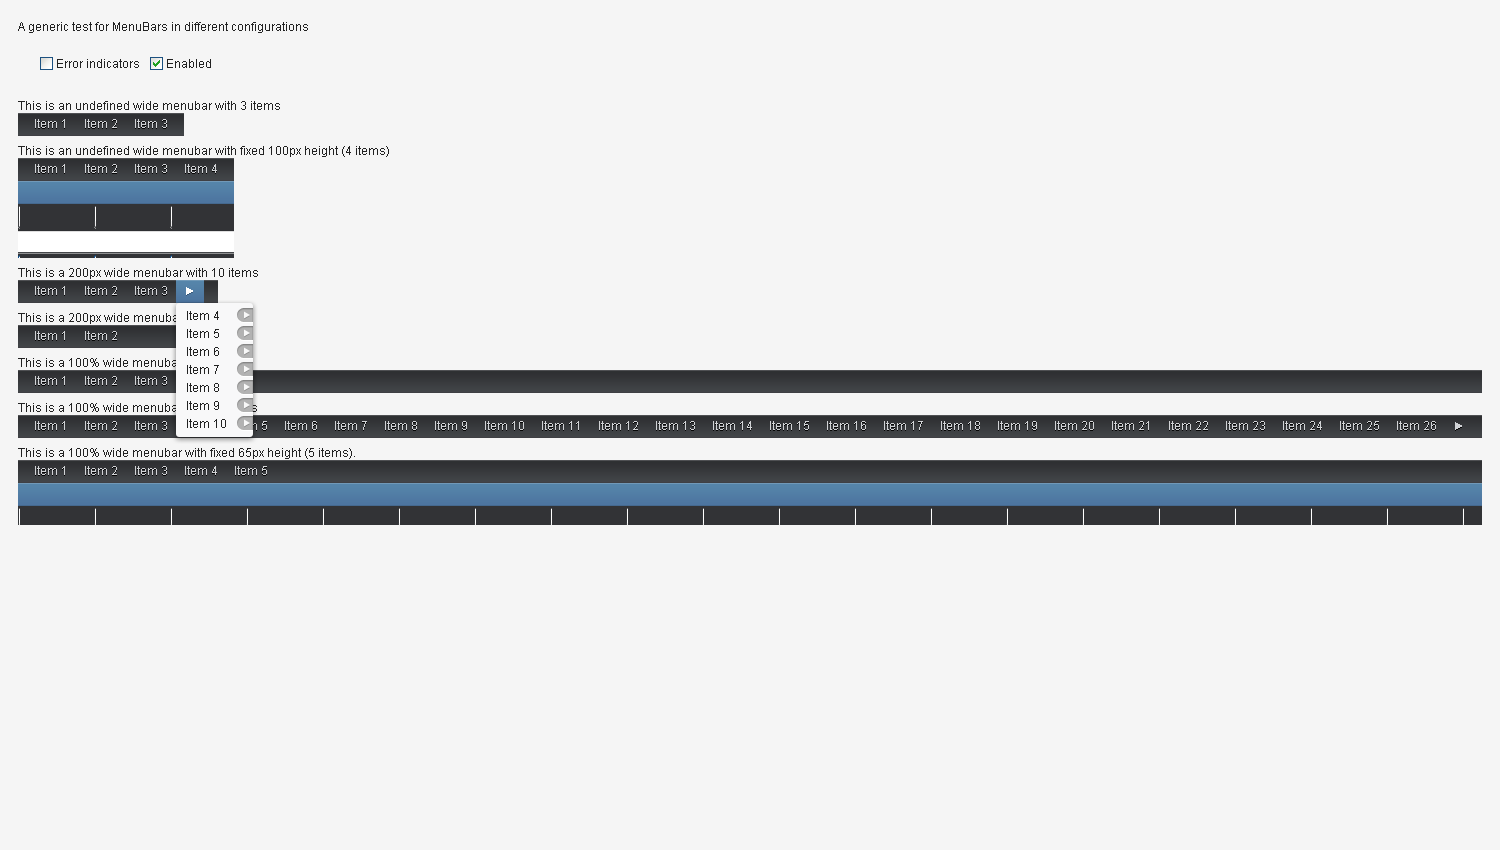 A generic test for MenuBars in different configurations
Error indicators Enabled
This is an undefined wide menubar with 3 items
Item 1 Item 2 Item 3
This is an undefined wide menubar with fixed 100px height (4 items)
Item 1 Item 2 Item 3 Item 4
This is a 200px wide menubar with 10 items
Item 1 Item 2 Item 3
Item 4
Item 5
Item 6
Item 7
Item 8
Item 9
Item 10
This is a 200px wide
Item 1 Item 2
This is a 100% wide
Item 1 Item 2 Item 3
This is a 100% wide
Item 1 Item 2 Item 3 5 Item 6 Item 7 Item 8 Item 9 Item 10 Item 11 Item 12 Item 13 Item 14 Item 15 Item 16 Item 17 Item 18 Item 19 Item 20 Item 21 Item 22 Item 23 Item 24 Item 25 Item 26
This is a 100% wide menubar with fixed 65px height (5 items).
Item 1 Item 2 Item 3 Item 4 Item 5